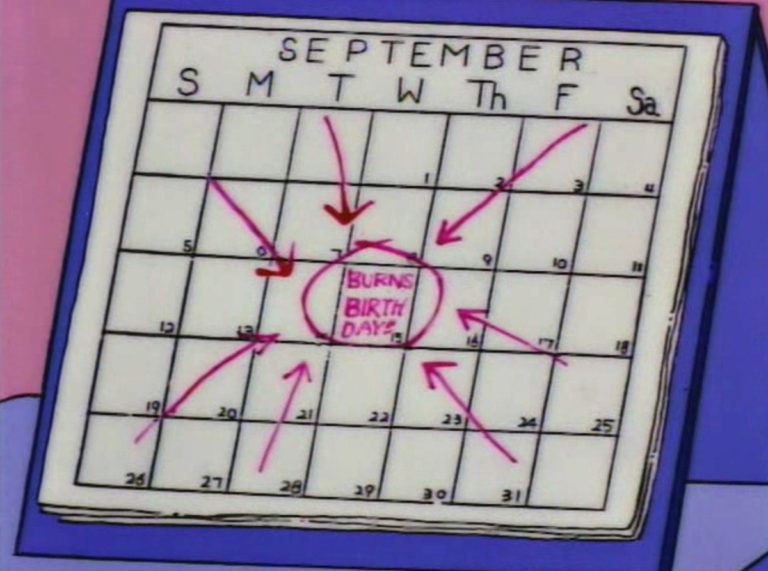 SEPTEMBER
S M T W Th F Sa
1 2 3 4
5 6 7 9 10 11
BURNS
BIRTH
DAY!!
12 13 15 16 17 18
19 20 21 22 23 24 25
26 27 28 29 30 31